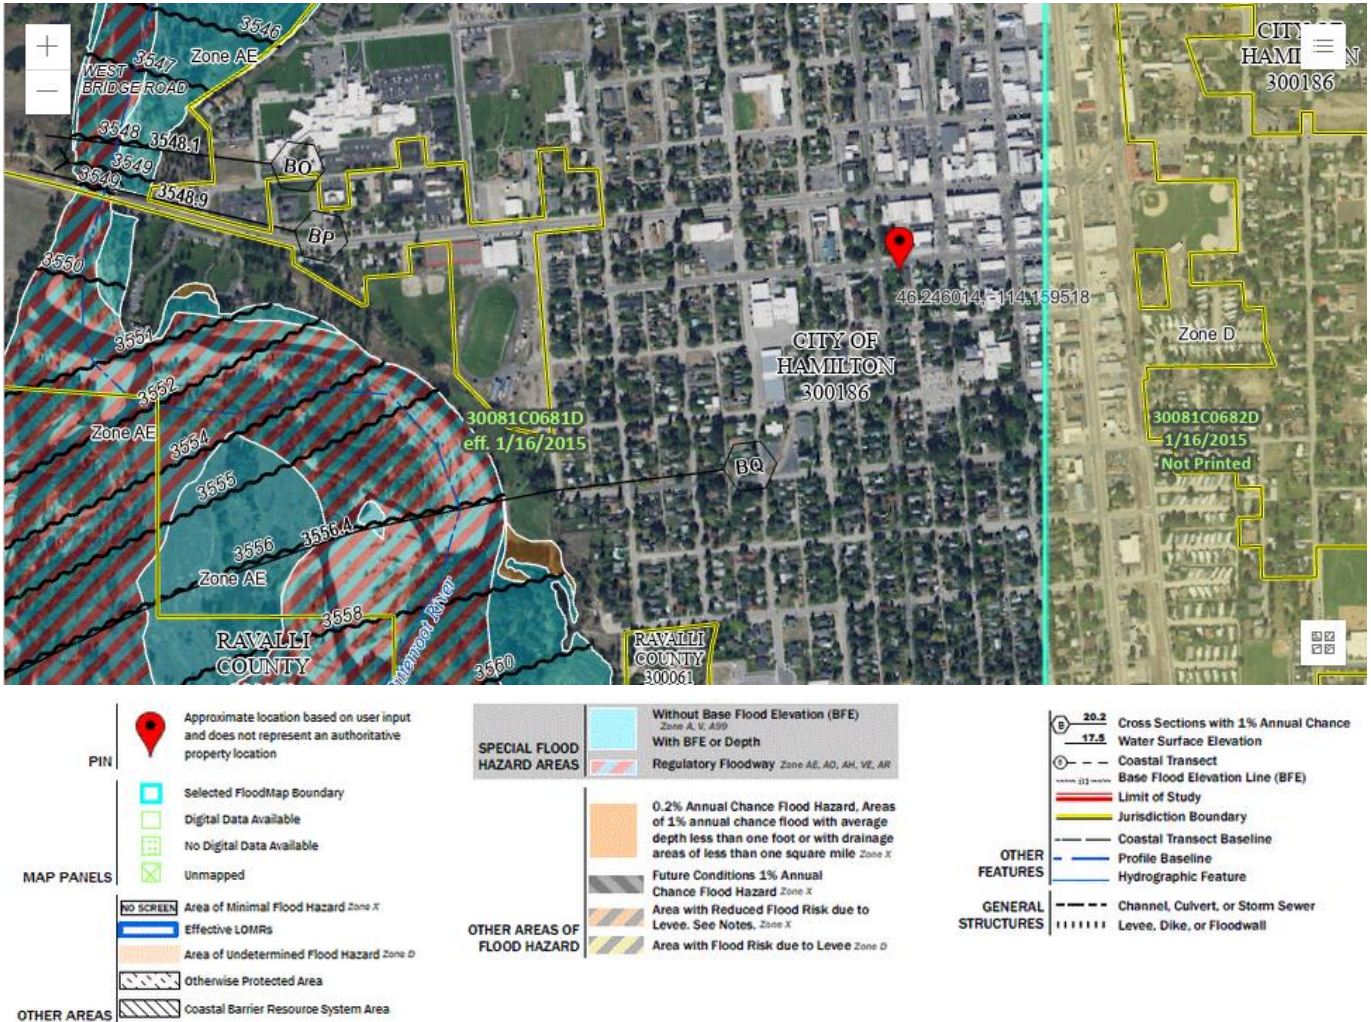 +
−
3546
Zone AE
3547
WEST
BRIDGE ROAD
3548
3548.1
3549
3549
BO
3548.9
BP
3550
3551
3552
Zone AE
3554
3555
3556
3556.4
Zone AE
3558
3560
RAVALLI
COUNTY
30081C0681D
eff. 1/16/2015
BQ
46.246014, -114.159518
CITY OF
HAMILTON
300186
RAVALLI
COUNTY
300061
CITY OF
300186
Zone D
30081C0682D
1/16/2015
Not Printed
PIN
Approximate location based on user input
and does not represent an authoritative
property location
MAP PANELS
Selected FloodMap Boundary
Digital Data Available
No Digital Data Available
Unmapped
OTHER AREAS
NO SCREEN Area of Minimal Flood Hazard Zone X
Effective LOMRs
Area of Undetermined Flood Hazard Zone D
Otherwise Protected Area
Coastal Barrier Resource System Area
SPECIAL FLOOD
HAZARD AREAS
Without Base Flood Elevation (BFE)
Zone A, V, A99
With BFE or Depth
Regulatory Floodway Zone AE, AO, AH, VE, AR
OTHER AREAS OF
FLOOD HAZARD
0.2% Annual Chance Flood Hazard, Areas
of 1% annual chance flood with average
depth less than one foot or with drainage
areas of less than one square mile Zone X
Future Conditions 1% Annual
Chance Flood Hazard Zone X
Area with Reduced Flood Risk due to
Levee. See Notes. Zone X
Area with Flood Risk due to Levee Zone D
OTHER
FEATURES
20.2 Cross Sections with 1% Annual Chance
17.5 Water Surface Elevation
Coastal Transect
Base Flood Elevation Line (BFE)
Limit of Study
Jurisdiction Boundary
Coastal Transect Baseline
Profile Baseline
Hydrographic Feature
GENERAL
STRUCTURES
Channel, Culvert, or Storm Sewer
Levee, Dike, or Floodwall